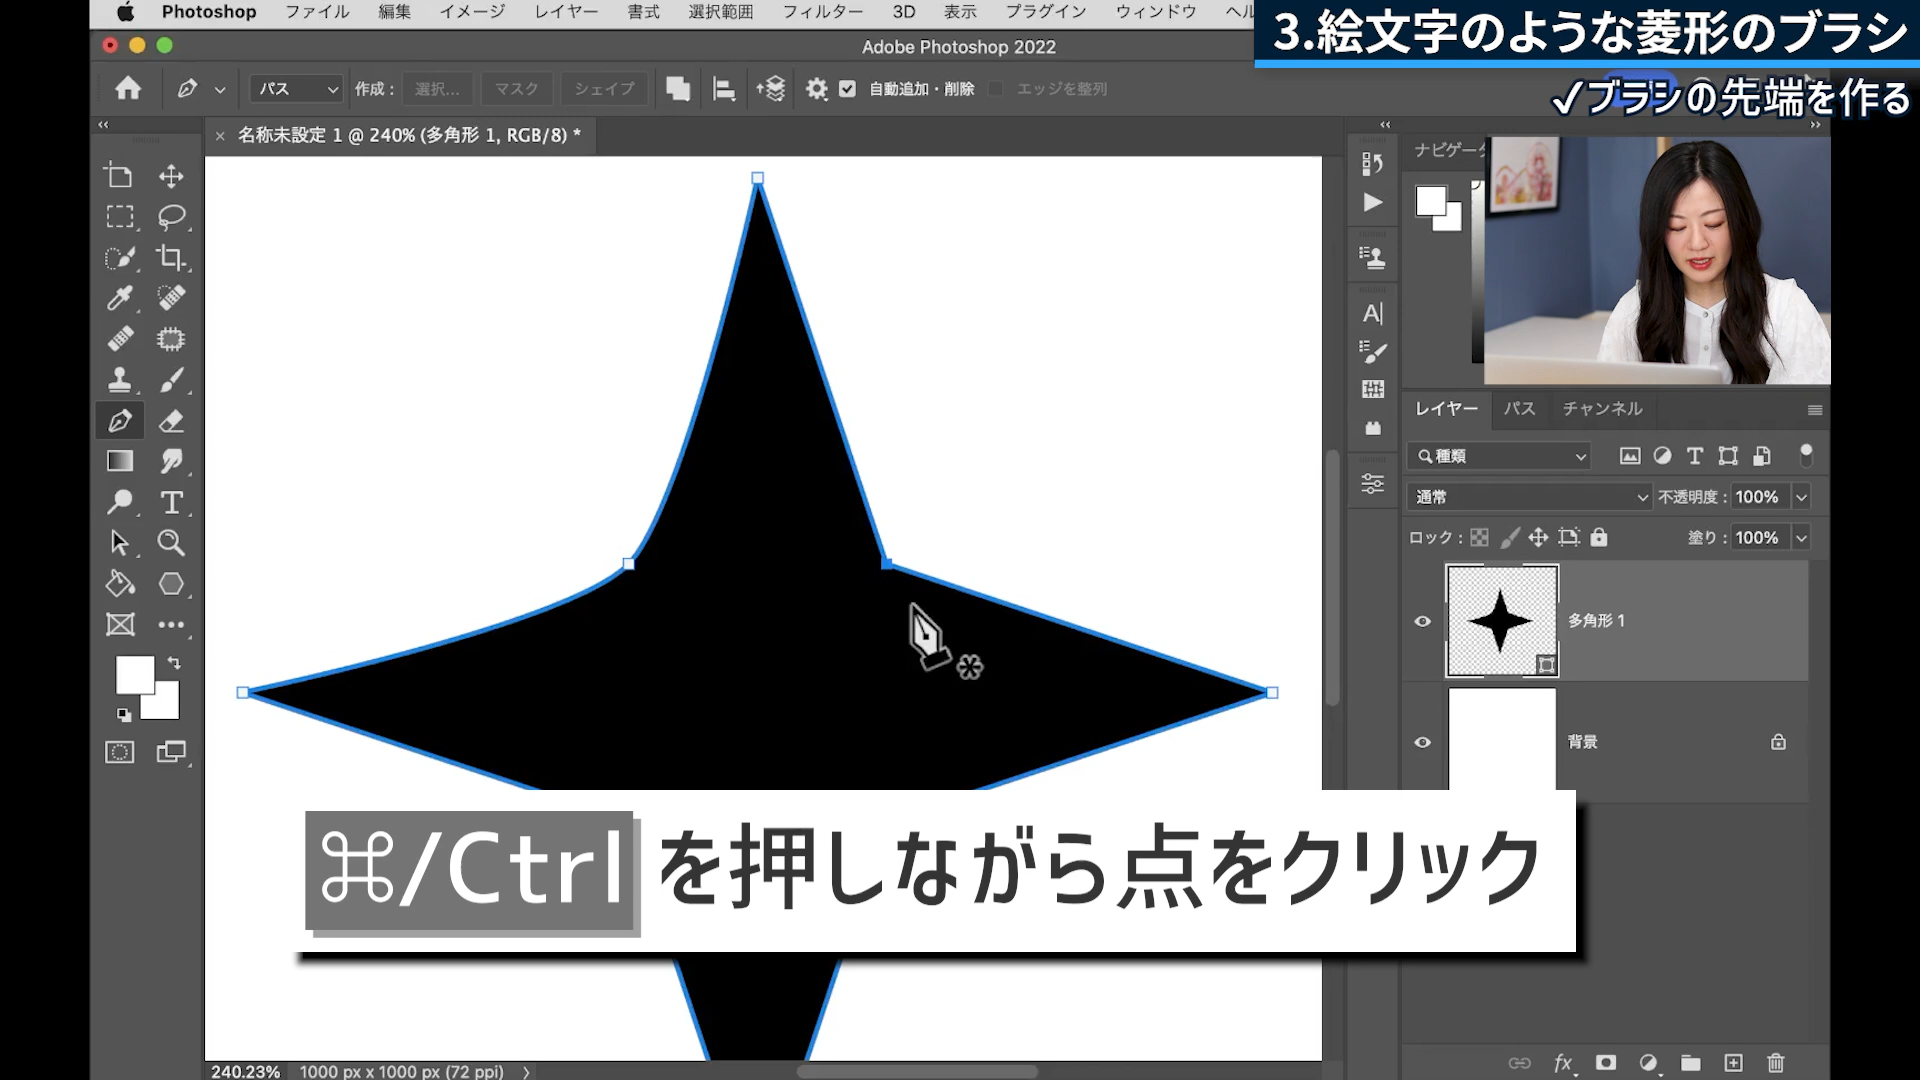 Photoshop ファイル 編集 イメージ レイヤー 書式 選択範囲 フィルター 3D 表示 プラグイン ウィンドウ
3.絵文字のような菱形のブラシ
Adobe Photoshop 2022
✓ブラシの先端を作る
パス 作成： 選択... マスク シェイプ 自動追加・削除 エッジを整列
× 名称未設定 1 @ 240% (多角形 1, RGB/8) *
レイヤー パス チャンネル
種類
通常 不透明度： 100%
ロック： 塗り： 100%
多角形 1
背景
⌘/Ctrl を押しながら点をクリック
240.23% 1000 px x 1000 px (72 ppi)
fx